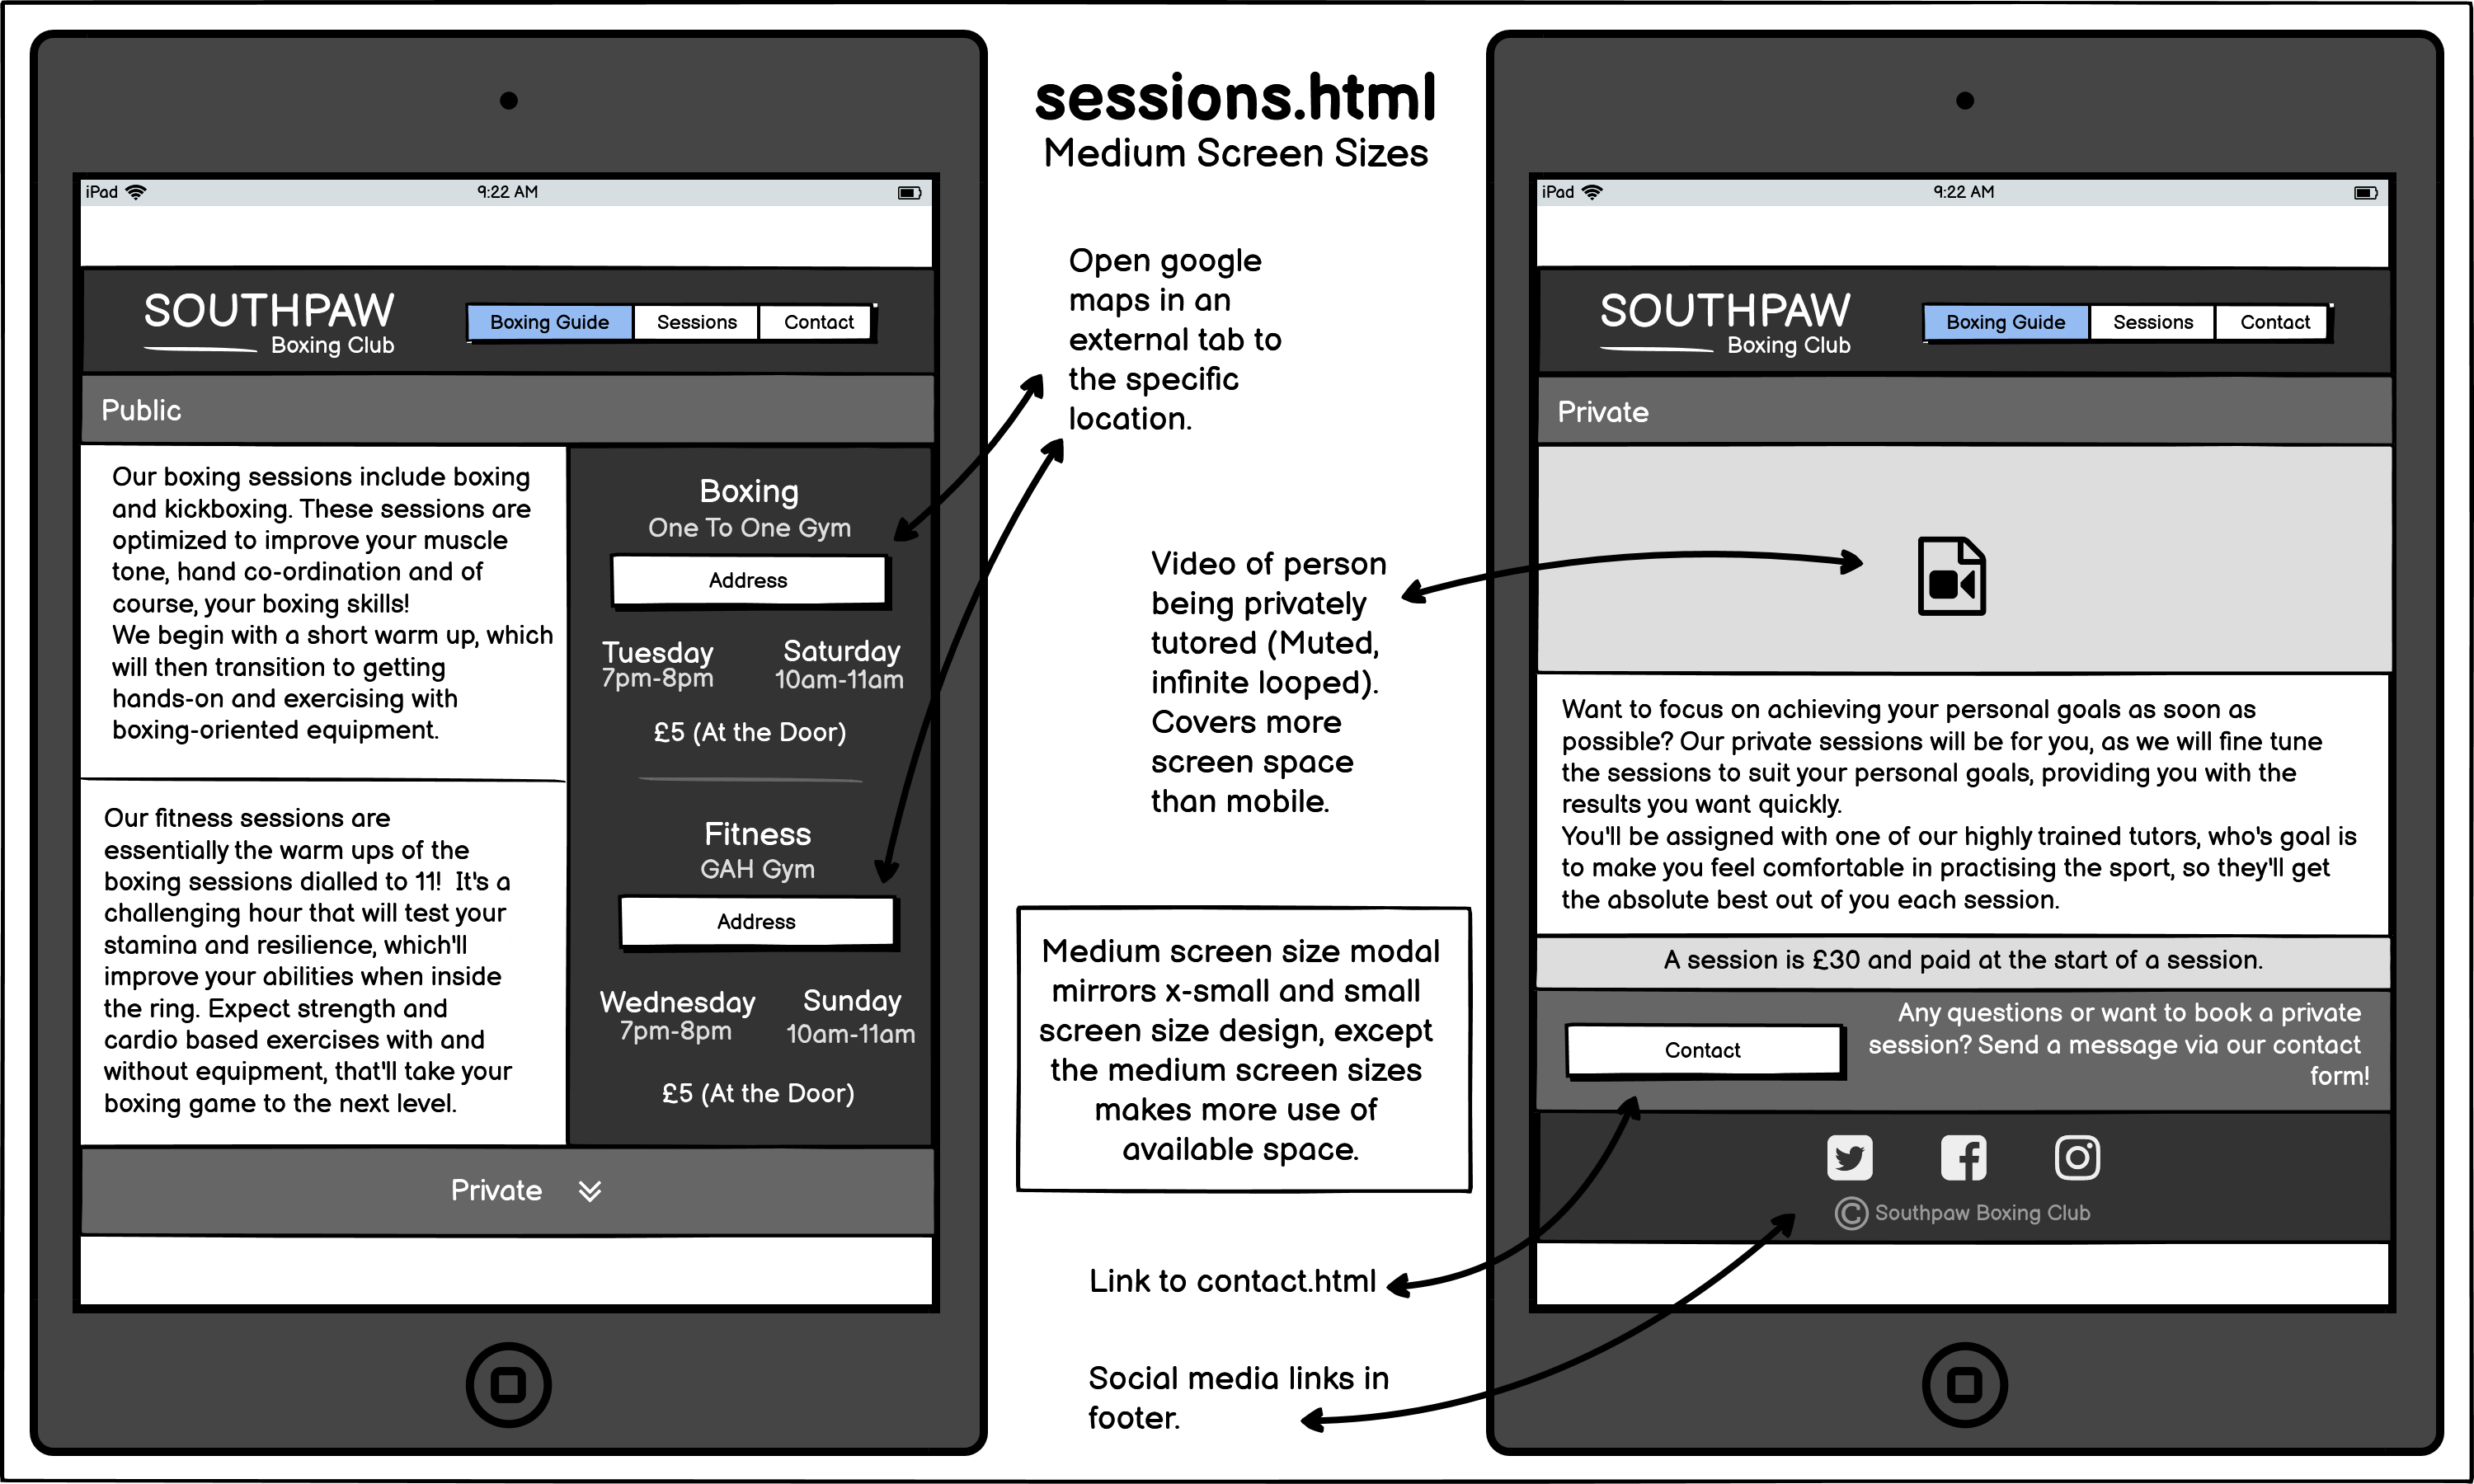 sessions.html
Medium Screen Sizes
iPad
9:22 AM
SOUTHPAW
Boxing Club
Boxing Guide
Sessions
Contact
Public
Our boxing sessions include boxing
and kickboxing. These sessions are
optimized to improve your muscle
tone, hand co-ordination and of
course, your boxing skills!
We begin with a short warm up, which
will then transition to getting
hands-on and exercising with
boxing-oriented equipment.
Our fitness sessions are
essentially the warm ups of the
boxing sessions dialled to 11!  It's a
challenging hour that will test your
stamina and resilience, which'll
improve your abilities when inside
the ring. Expect strength and
cardio based exercises with and
without equipment, that'll take your
boxing game to the next level.
Boxing
One To One Gym
Address
Tuesday
7pm-8pm
Saturday
10am-11am
£5 (At the Door)
Fitness
GAH Gym
Address
Wednesday
7pm-8pm
Sunday
10am-11am
£5 (At the Door)
Private
Open google
maps in an
external tab to
the specific
location.
Video of person
being privately
tutored (Muted,
infinite looped).
Covers more
screen space
than mobile.
Medium screen size modal
mirrors x-small and small
screen size design, except
the medium screen sizes
makes more use of
available space.
Link to contact.html
Social media links in
footer.
iPad
9:22 AM
SOUTHPAW
Boxing Club
Boxing Guide
Sessions
Contact
Private
Want to focus on achieving your personal goals as soon as
possible? Our private sessions will be for you, as we will fine tune
the sessions to suit your personal goals, providing you with the
results you want quickly.
You'll be assigned with one of our highly trained tutors, who's goal is
to make you feel comfortable in practising the sport, so they'll get
the absolute best out of you each session.
A session is £30 and paid at the start of a session.
Contact
Any questions or want to book a private
session? Send a message via our contact
form!
© Southpaw Boxing Club